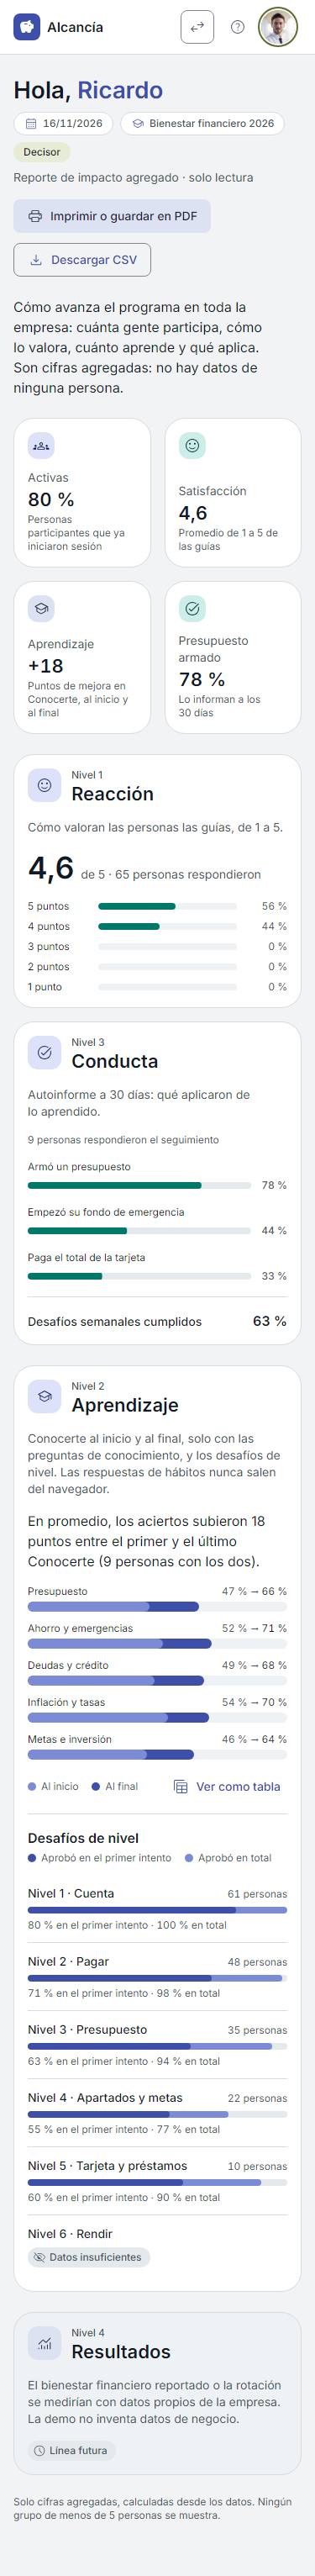 Alcancía
Hola, Ricardo
16/11/2026
Bienestar financiero 2026
Decisor
Reporte de impacto agregado · solo lectura
Imprimir o guardar en PDF
Descargar CSV
Cómo avanza el programa en toda la
empresa: cuánta gente participa, cómo
lo valora, cuánto aprende y qué aplica.
Son cifras agregadas: no hay datos de
ninguna persona.
Activas
80 %
Personas
participantes que ya
iniciaron sesión
Satisfacción
4,6
Promedio de 1 a 5 de
las guías
Aprendizaje
+18
Puntos de mejora en
Conocerte, al inicio y
al final
Presupuesto
armado
78 %
Lo informan a los
30 días
Nivel 1
Reacción
Cómo valoran las personas las guías, de 1 a 5.
4,6 de 5 · 65 personas respondieron
5 puntos 56 %
4 puntos 44 %
3 puntos 0 %
2 puntos 0 %
1 punto 0 %
Nivel 3
Conducta
Autoinforme a 30 días: qué aplicaron de
lo aprendido.
9 personas respondieron el seguimiento
Armó un presupuesto
78 %
Empezó su fondo de emergencia
44 %
Paga el total de la tarjeta
33 %
Desafíos semanales cumplidos 63 %
Nivel 2
Aprendizaje
Conocerte al inicio y al final, solo con las
preguntas de conocimiento, y los desafíos de
nivel. Las respuestas de hábitos nunca salen
del navegador.
En promedio, los aciertos subieron 18
puntos entre el primer y el último
Conocerte (9 personas con los dos).
Presupuesto 47 % → 66 %
Ahorro y emergencias 52 % → 71 %
Deudas y crédito 49 % → 68 %
Inflación y tasas 54 % → 70 %
Metas e inversión 46 % → 64 %
Al inicio Al final Ver como tabla
Desafíos de nivel
Aprobó en el primer intento Aprobó en total
Nivel 1 · Cuenta 61 personas
80 % en el primer intento · 100 % en total
Nivel 2 · Pagar 48 personas
71 % en el primer intento · 98 % en total
Nivel 3 · Presupuesto 35 personas
63 % en el primer intento · 94 % en total
Nivel 4 · Apartados y metas 22 personas
55 % en el primer intento · 77 % en total
Nivel 5 · Tarjeta y préstamos 10 personas
60 % en el primer intento · 90 % en total
Nivel 6 · Rendir
Datos insuficientes
Nivel 4
Resultados
El bienestar financiero reportado o la rotación
se medirían con datos propios de la empresa.
La demo no inventa datos de negocio.
Línea futura
Solo cifras agregadas, calculadas desde los datos. Ningún
grupo de menos de 5 personas se muestra.